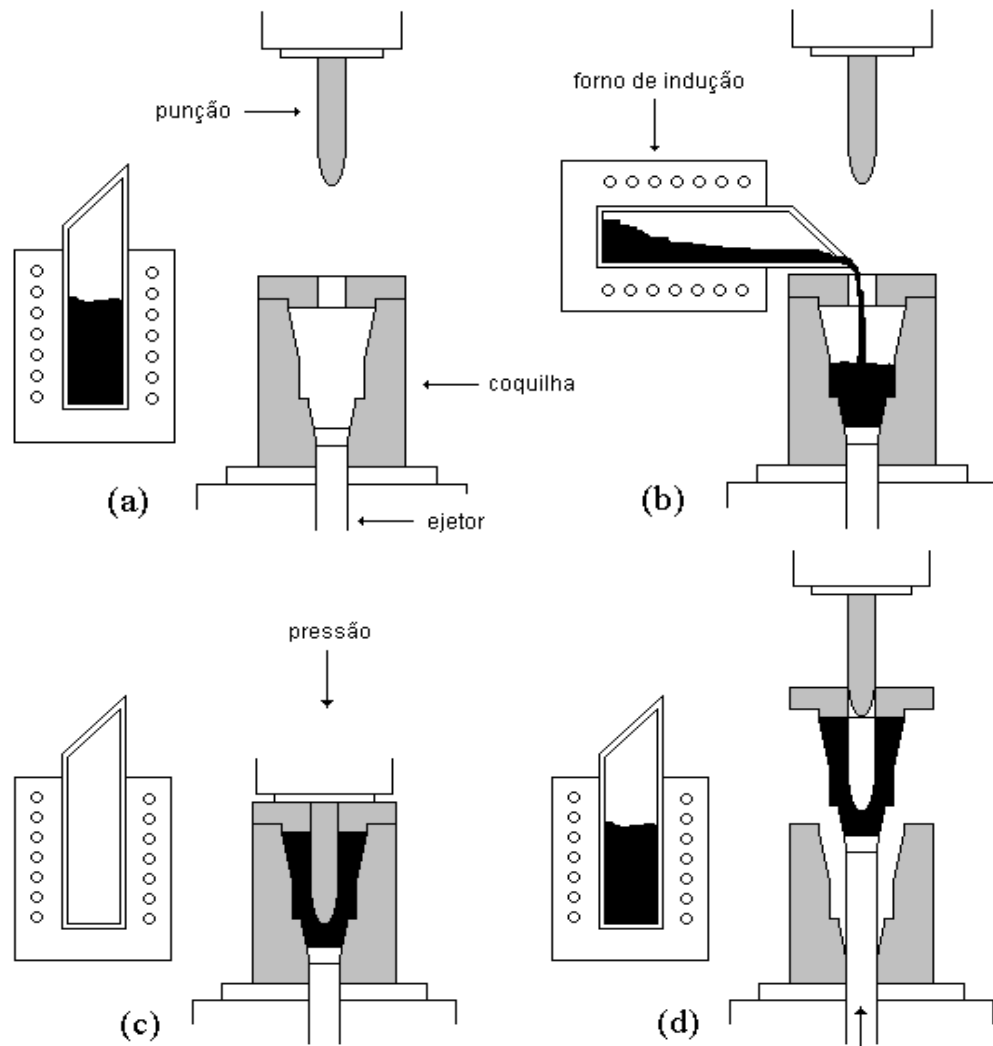 punção
forno de indução
coquilha
(a)
ejetor
(b)
pressão
(c)
(d)